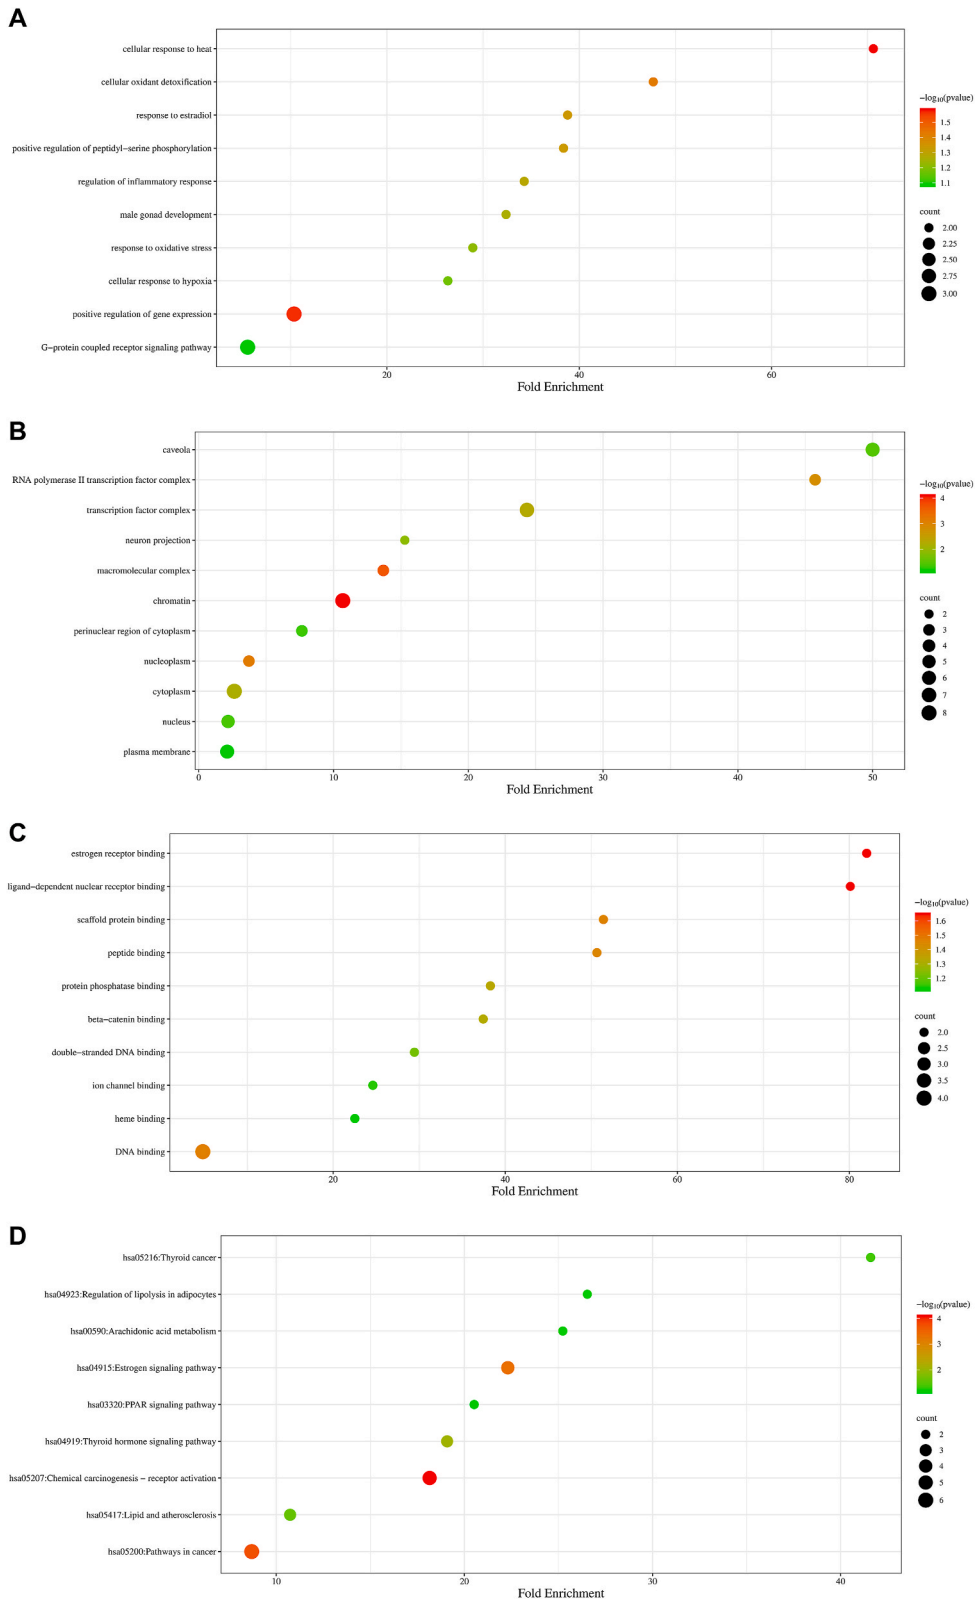 A
cellular response to heat
cellular oxidant detoxification
response to estradiol
positive regulation of peptidyl−serine phosphorylation
regulation of inflammatory response
male gonad development
response to oxidative stress
cellular response to hypoxia
positive regulation of gene expression
G−protein coupled receptor signaling pathway
20 40 60
Fold Enrichment
−log10(pvalue)
1.5
1.4
1.3
1.2
1.1
count
2.00
2.25
2.50
2.75
3.00
B
caveola
RNA polymerase II transcription factor complex
transcription factor complex
neuron projection
macromolecular complex
chromatin
perinuclear region of cytoplasm
nucleoplasm
cytoplasm
nucleus
plasma membrane
0 10 20 30 40 50
Fold Enrichment
−log10(pvalue)
4
3
2
count
2
3
4
5
6
7
8
C
estrogen receptor binding
ligand−dependent nuclear receptor binding
scaffold protein binding
peptide binding
protein phosphatase binding
beta−catenin binding
double−stranded DNA binding
ion channel binding
heme binding
DNA binding
20 40 60 80
Fold Enrichment
−log10(pvalue)
1.6
1.5
1.4
1.3
1.2
count
2.0
2.5
3.0
3.5
4.0
D
hsa05216:Thyroid cancer
hsa04923:Regulation of lipolysis in adipocytes
hsa00590:Arachidonic acid metabolism
hsa04915:Estrogen signaling pathway
hsa03320:PPAR signaling pathway
hsa04919:Thyroid hormone signaling pathway
hsa05207:Chemical carcinogenesis − receptor activation
hsa05417:Lipid and atherosclerosis
hsa05200:Pathways in cancer
10 20 30 40
Fold Enrichment
−log10(pvalue)
4
3
2
count
2
3
4
5
6